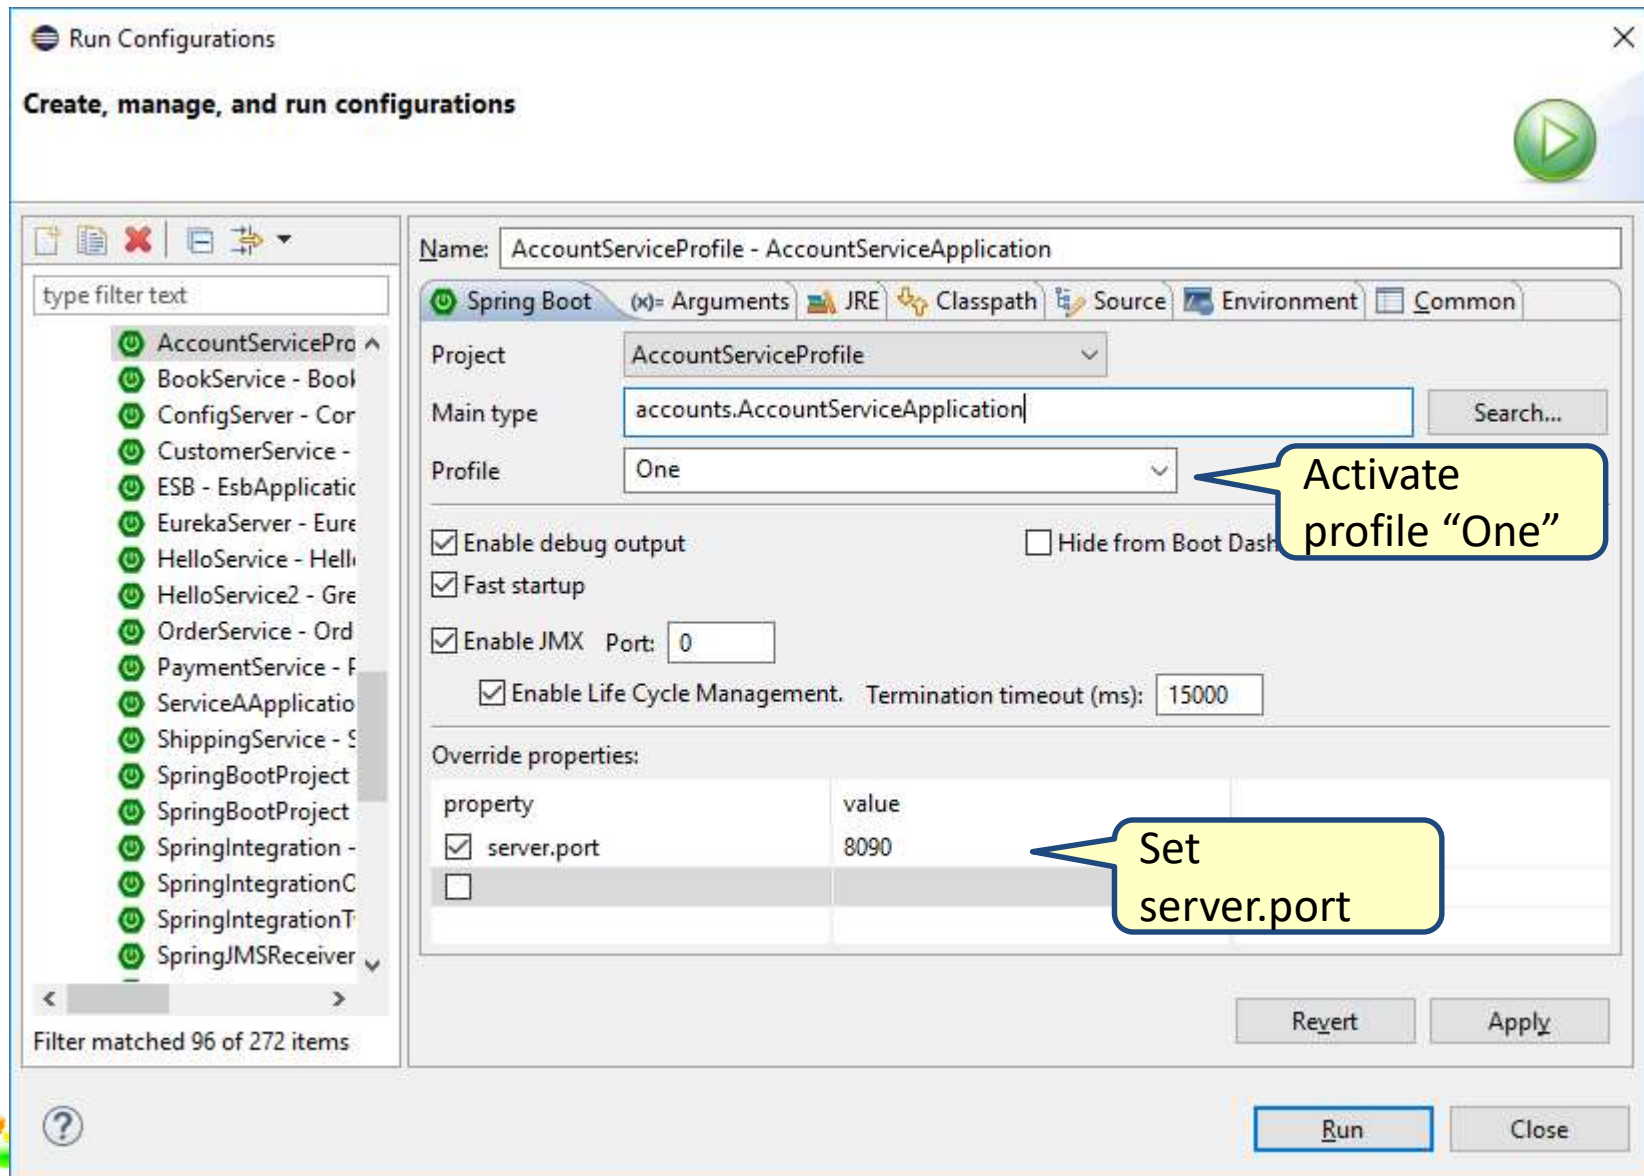 Run Configurations
Create, manage, and run configurations
type filter text
AccountServicePro
BookService - Book
ConfigServer - Cor
CustomerService -
ESB - EsbApplicatic
EurekaServer - Eure
HelloService - Hell
HelloService2 - Gre
OrderService - Ord
PaymentService - P
ServiceAApplicatio
ShippingService - S
SpringBootProject
SpringBootProject
SpringIntegration -
SpringIntegrationC
SpringIntegrationT
SpringJMSReceiver
Filter matched 96 of 272 items
Name: AccountServiceProfile - AccountServiceApplication
Spring Boot (x)= Arguments JRE Classpath Source Environment Common
Project AccountServiceProfile
Main type accounts.AccountServiceApplication Search...
Profile One
Activate
profile “One”
Enable debug output Hide from Boot Dash
Fast startup
Enable JMX Port: 0
Enable Life Cycle Management. Termination timeout (ms): 15000
Override properties:
property value
server.port 8090
Set
server.port
Revert Apply
Run Close